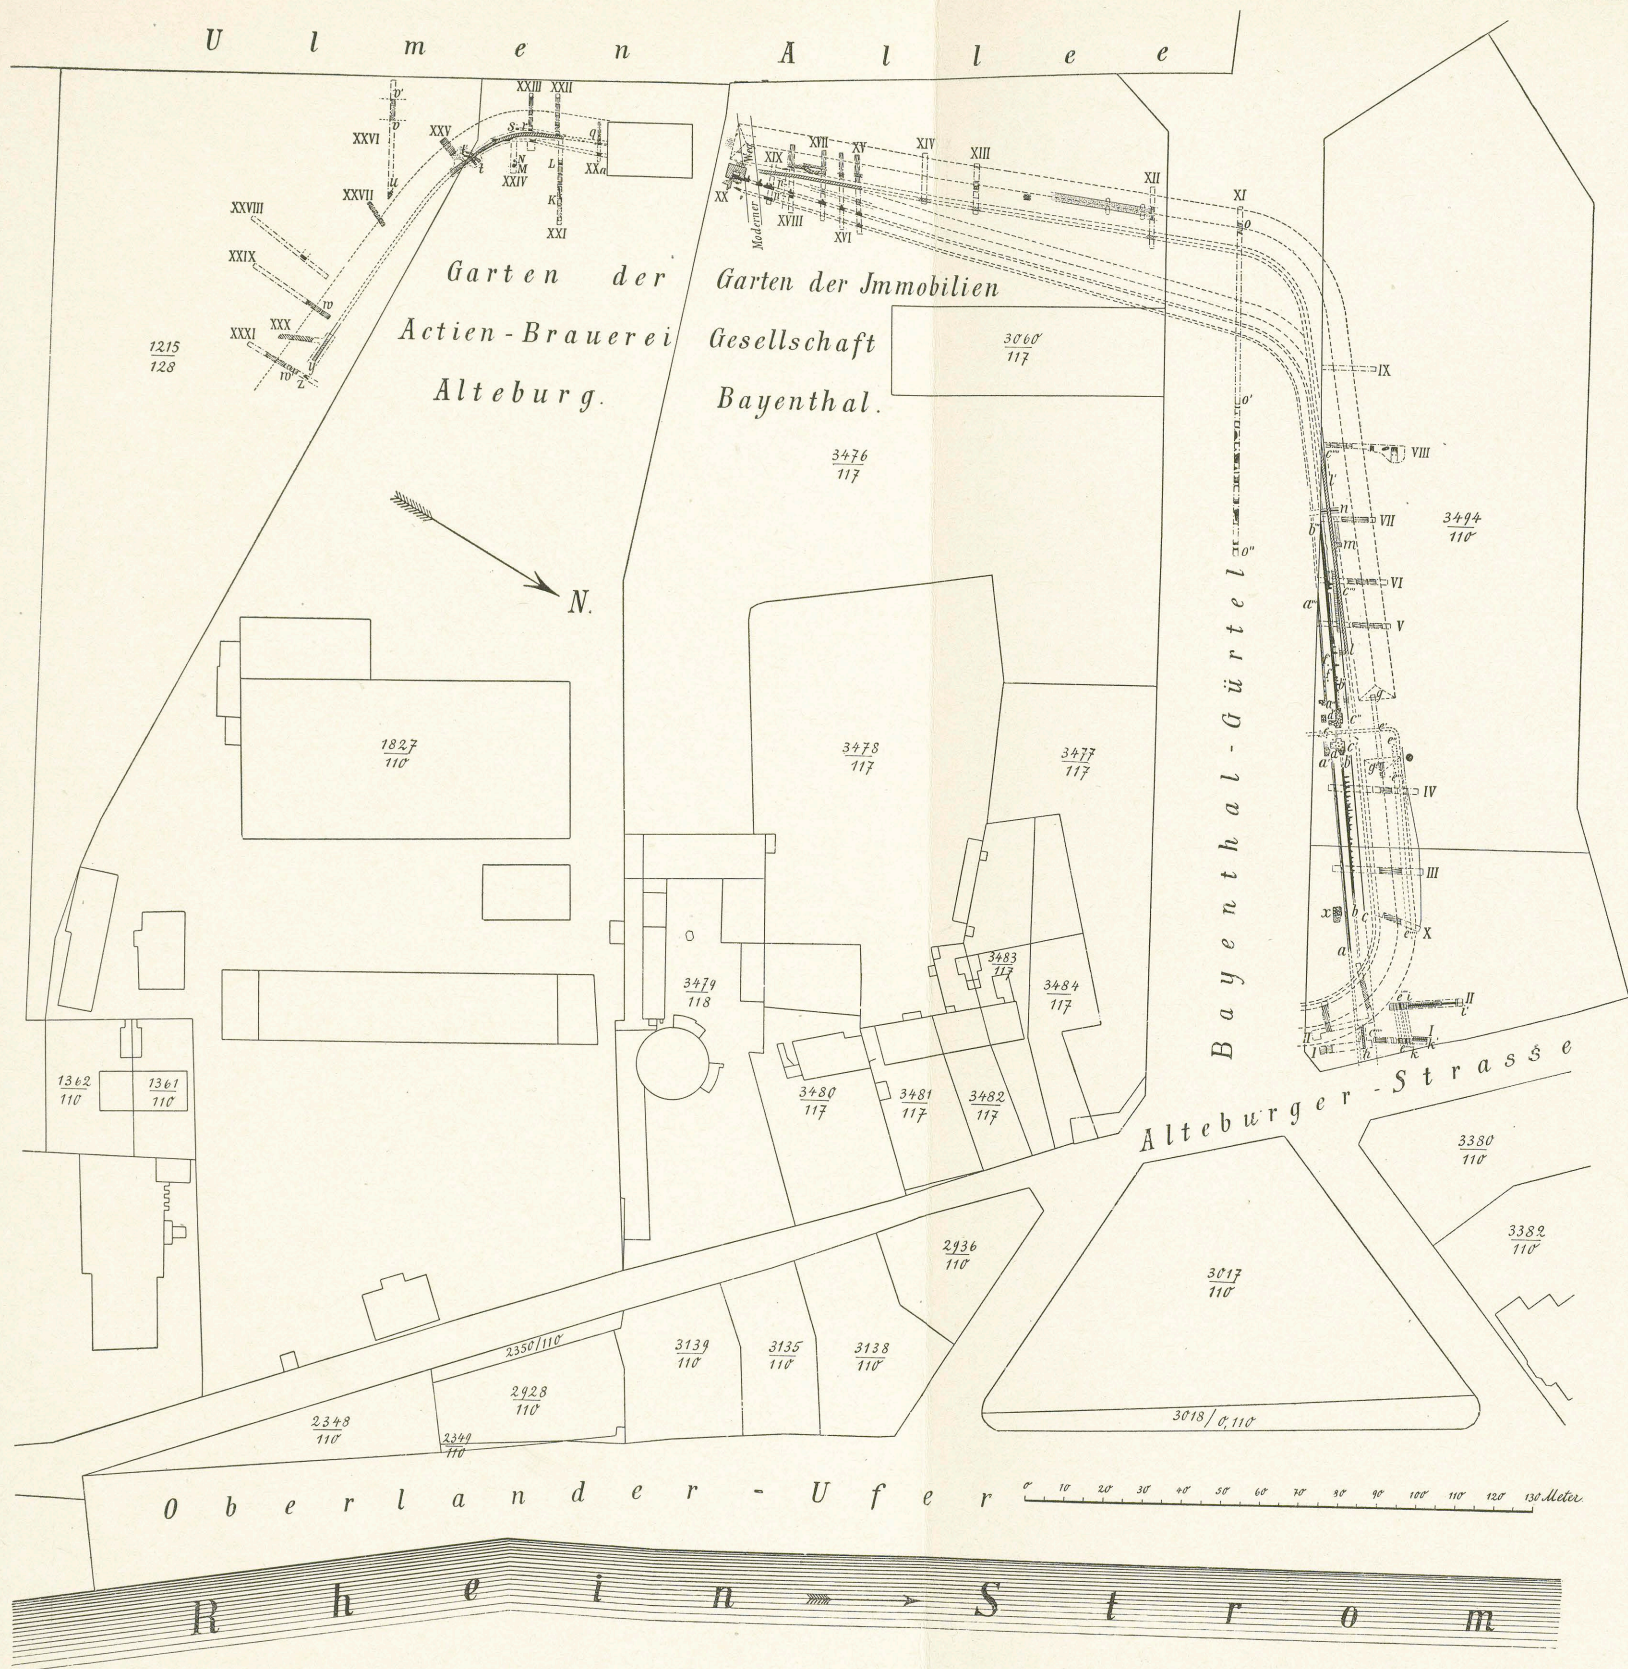 Ulmen Allee
XXIII XXII
XXVI XXV
XXIV XXa
XXI
XXVII
XXVIII
XXIX
XXX
XXXI
XX XIX XVIII XVII XVI XV XIV XIII XII XI
Moderner Weg
Garten der
Actien-Brauerei
Alteburg.
Garten der Jmmobilien
Gesellschaft
Bayenthal.
1215
128
3060
117
3476
117
3494
110
N.
IX
VIII
VII
VI
V
IV
III
X
II
I
Bayenthal-Gürtel
1827
110
3478
117
3477
117
3479
118
3483
117
3484
117
1362
110
1361
110
3480
117
3481
117
3482
117
Alteburger-Strasse
3380
110
3382
110
2936
110
3017
110
3018/0,110
2350/110
3139
110
3135
110
3138
110
2928
110
2348
110
2349
110
Oberlander-Ufer
0 10 20 30 40 50 60 70 80 90 100 110 120 130 Meter.
Rhein Strom